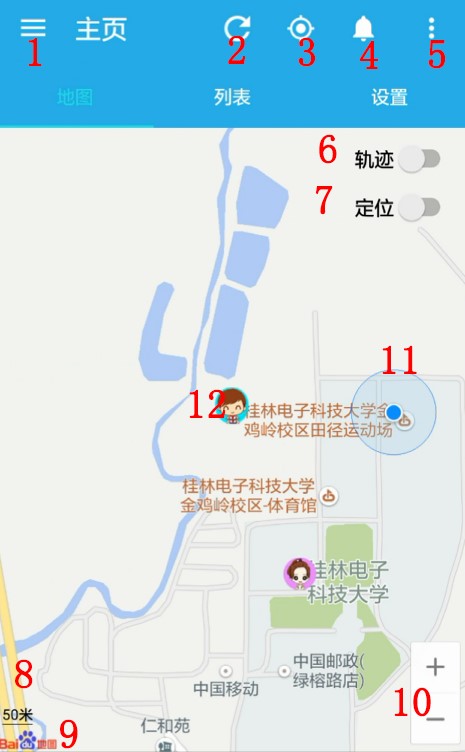 主页
1
2
3
4
5
地图
列表
设置
6
轨迹
7
定位
11
12
桂林电子科技大学金
鸡岭校区田径运动场
桂林电子科技大学
金鸡岭校区-体育馆
桂林电子
科技大学
中国邮政(
绿榕路店)
中国移动
8
50米
10
+
−
仁和苑
9
Bai du 地图